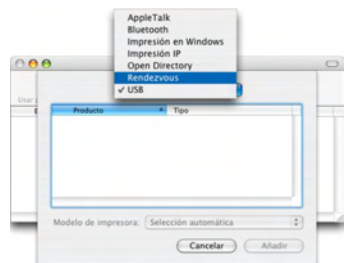 AppleTalk
Bluetooth
Impresión en Windows
Impresión IP
Open Directory
Rendezvous
✓ USB
Usar
Producto
Tipo
Modelo de impresora: Selección automática
Cancelar
Añadir